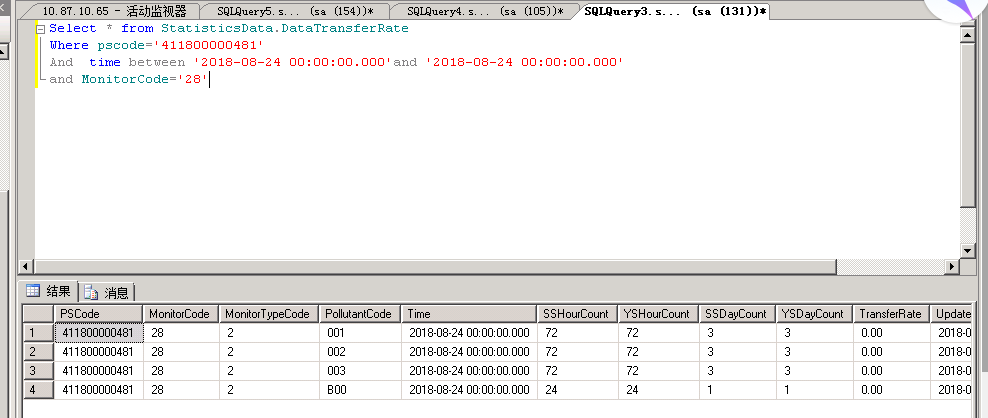 10.87.10.65 - 活动监视器 SQLQuery5.s... (sa (154))* SQLQuery4.s... (sa (105))* SQLQuery3.s... (sa (131))*
Select * from StatisticsData.DataTransferRate
Where pscode='411800000481'
And  time between '2018-08-24 00:00:00.000'and '2018-08-24 00:00:00.000'
and MonitorCode='28'
结果 消息
PSCode MonitorCode MonitorTypeCode PollutantCode Time SSHourCount YSHourCount SSDayCount YSDayCount TransferRate Update
1 411800000481 28 2 001 2018-08-24 00:00:00.000 72 72 3 3 0.00 2018-0
2 411800000481 28 2 002 2018-08-24 00:00:00.000 72 72 3 3 0.00 2018-0
3 411800000481 28 2 003 2018-08-24 00:00:00.000 72 72 3 3 0.00 2018-0
4 411800000481 28 2 B00 2018-08-24 00:00:00.000 24 24 1 1 0.00 2018-0